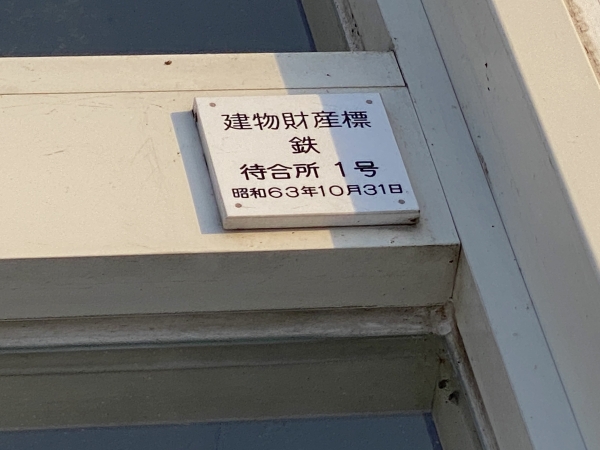 建物財産標
鉄
待合所 1号
昭和63年10月31日